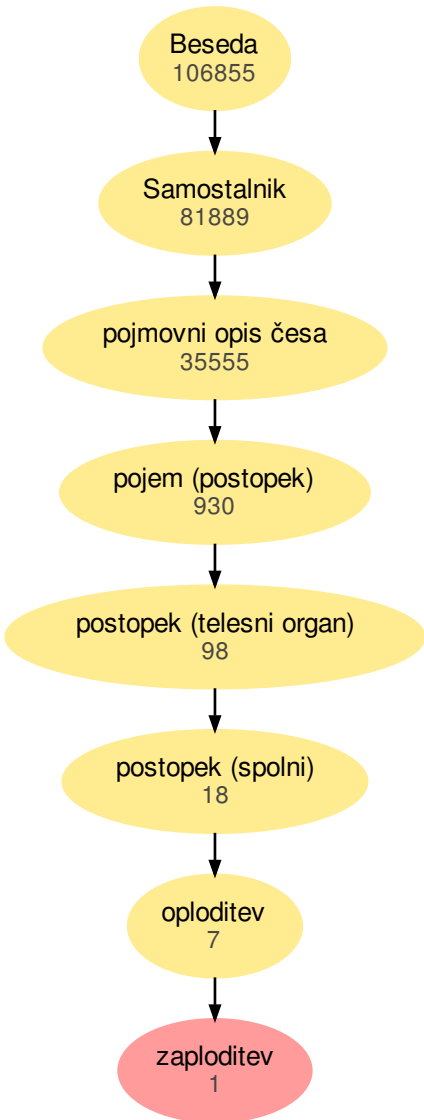 Beseda
106855
Samostalnik
81889
pojmovni opis česa
35555
pojem (postopek)
930
postopek (telesni organ)
98
postopek (spolni)
18
oploditev
7
zaploditev
1